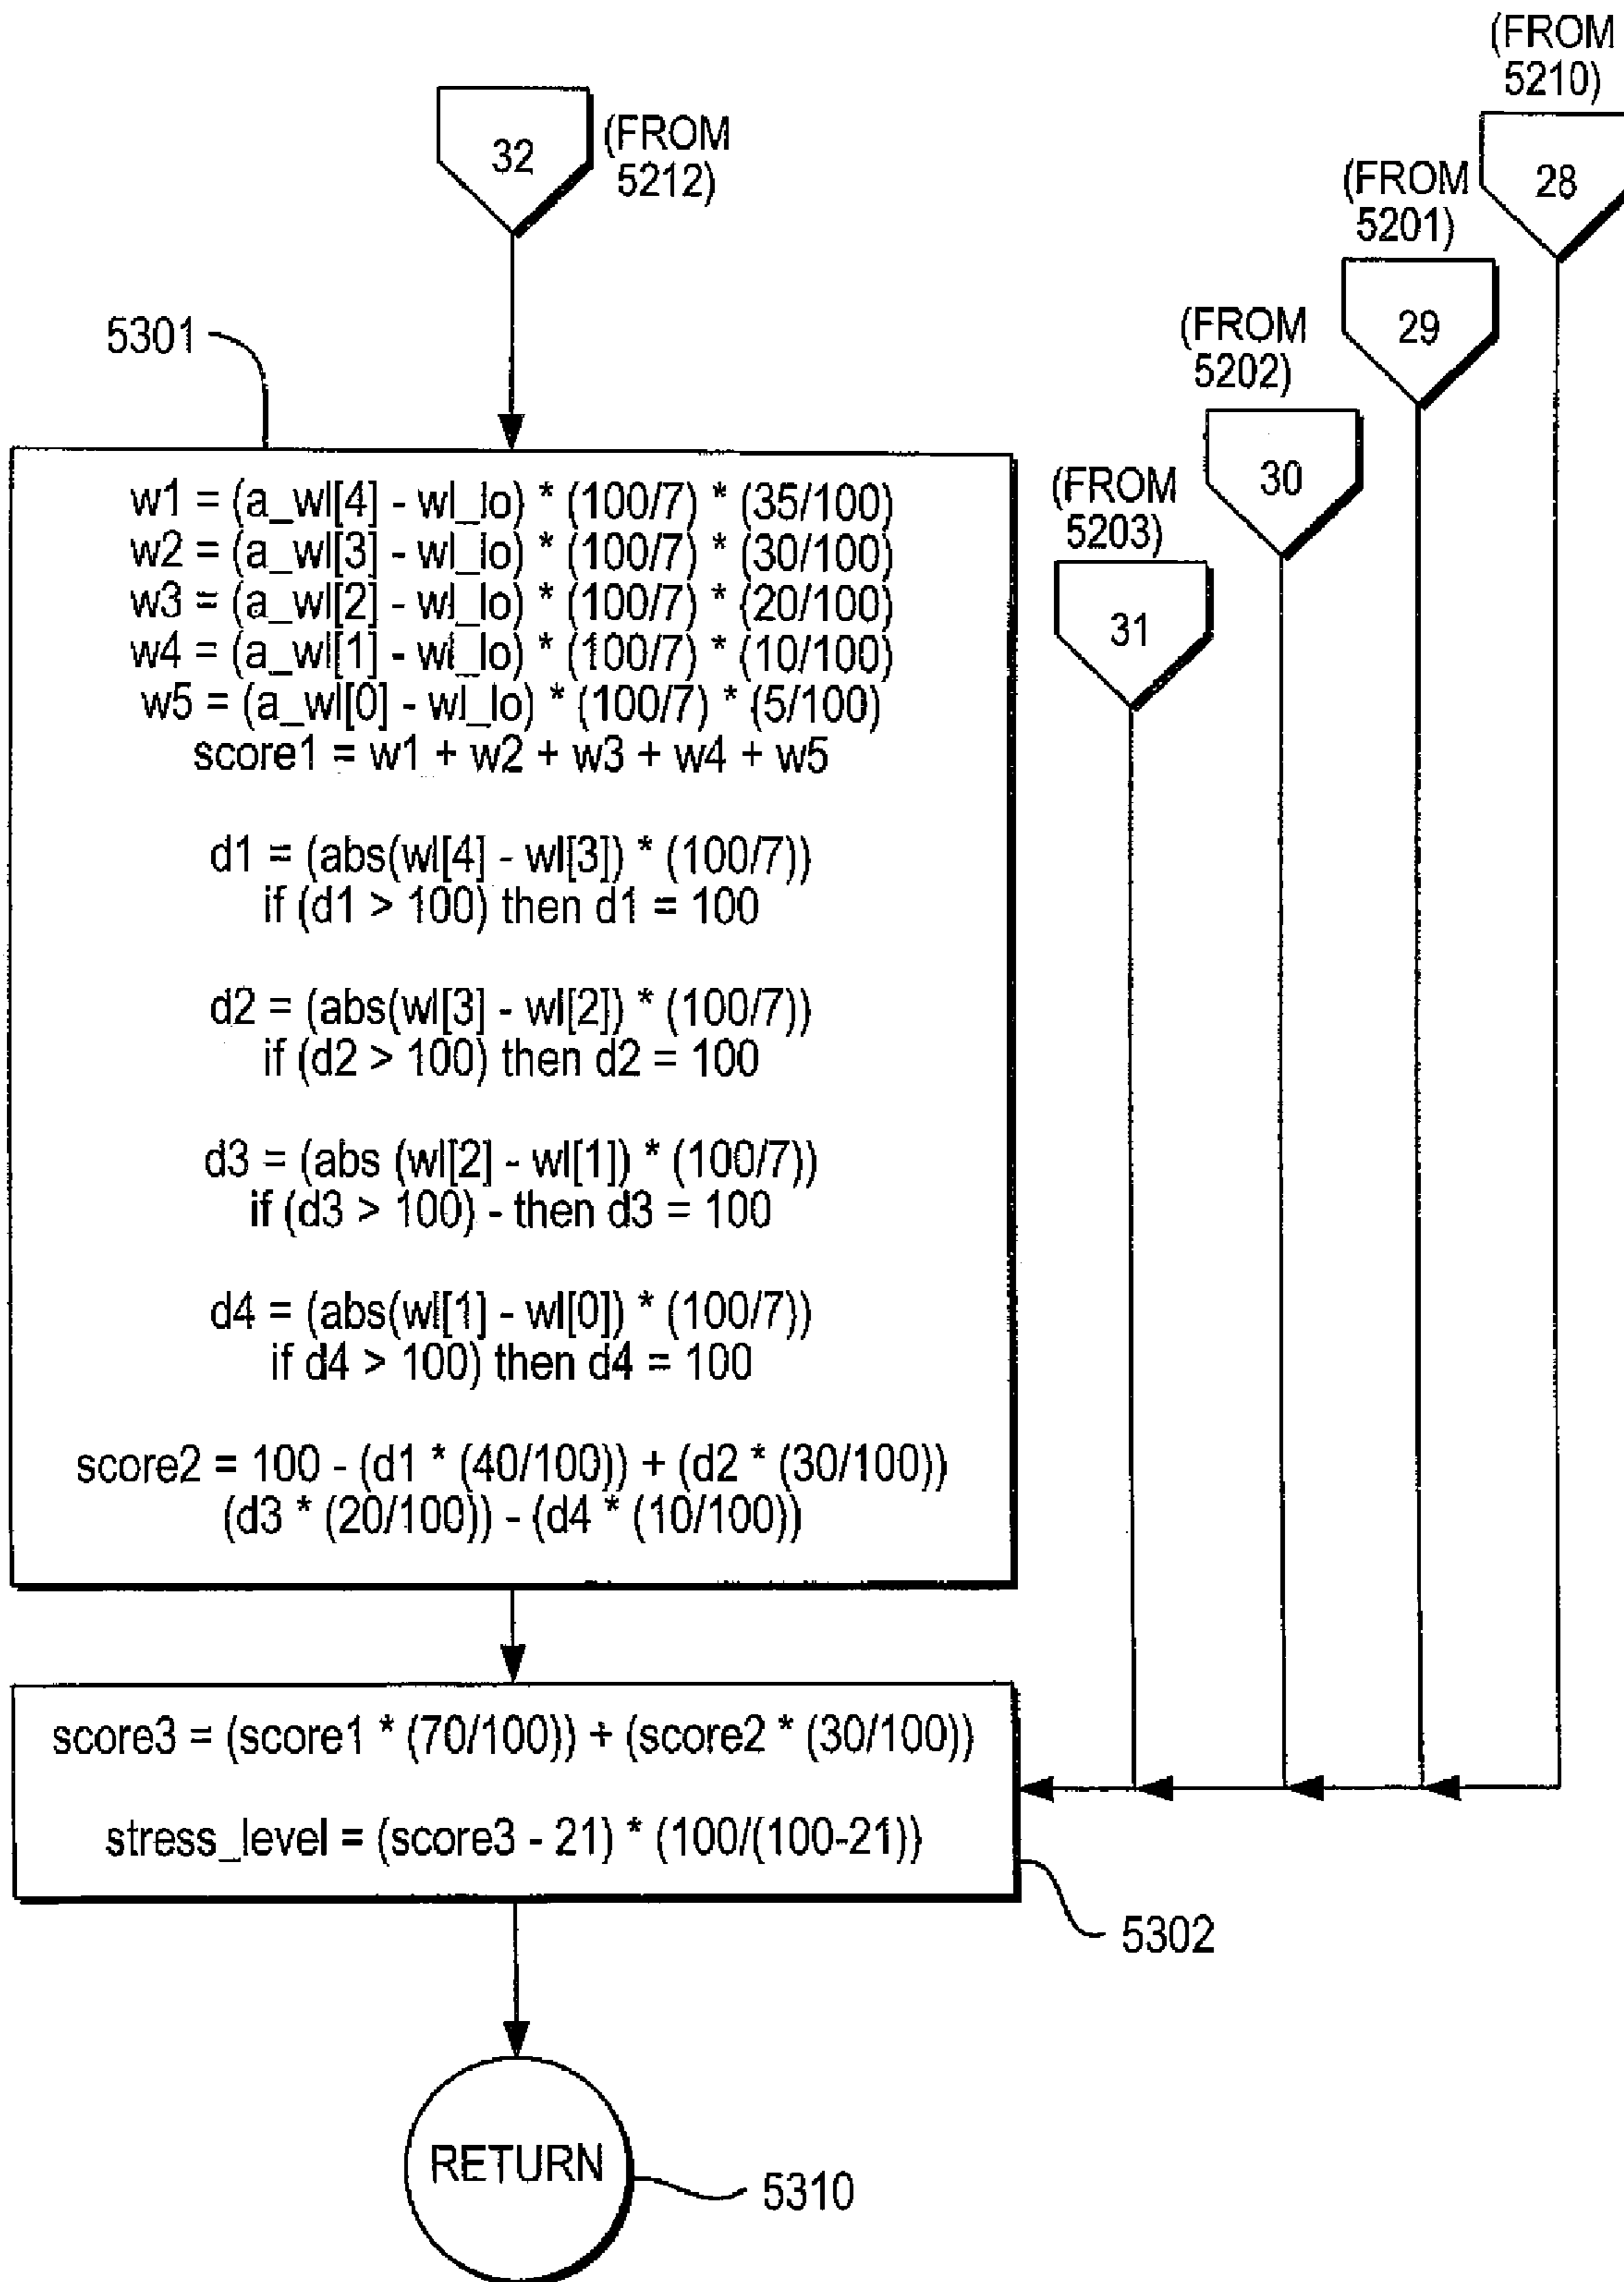 (FROM
5210)
28
32
(FROM
5212)
(FROM
5201)
29
(FROM
5202)
30
(FROM
5203)
31
5301
w1 = (a_wl[4] - wl_lo) * (100/7) * (35/100)
w2 = (a_wl[3] - wl_lo) * (100/7) * (30/100)
w3 = (a_wl[2] - wl_lo) * (100/7) * (20/100)
w4 = (a_wl[1] - wl_lo) * (100/7) * (10/100)
w5 = (a_wl[0] - wl_lo) * (100/7) * (5/100)
score1 = w1 + w2 + w3 + w4 + w5
d1 = (abs(wl[4] - wl[3]) * (100/7))
if (d1 > 100) then d1 = 100
d2 = (abs(wl[3] - wl[2]) * (100/7))
if (d2 > 100) then d2 = 100
d3 = (abs (wl[2] - wl[1]) * (100/7))
if (d3 > 100) - then d3 = 100
d4 = (abs(wl[1] - wl[0]) * (100/7))
if d4 > 100) then d4 = 100
score2 = 100 - (d1 * (40/100)) + (d2 * (30/100))
(d3 * (20/100)) - (d4 * (10/100))
score3 = (score1 * (70/100)) + (score2 * (30/100))
stress_level = (score3 - 21) * (100/(100-21))
5302
RETURN
5310